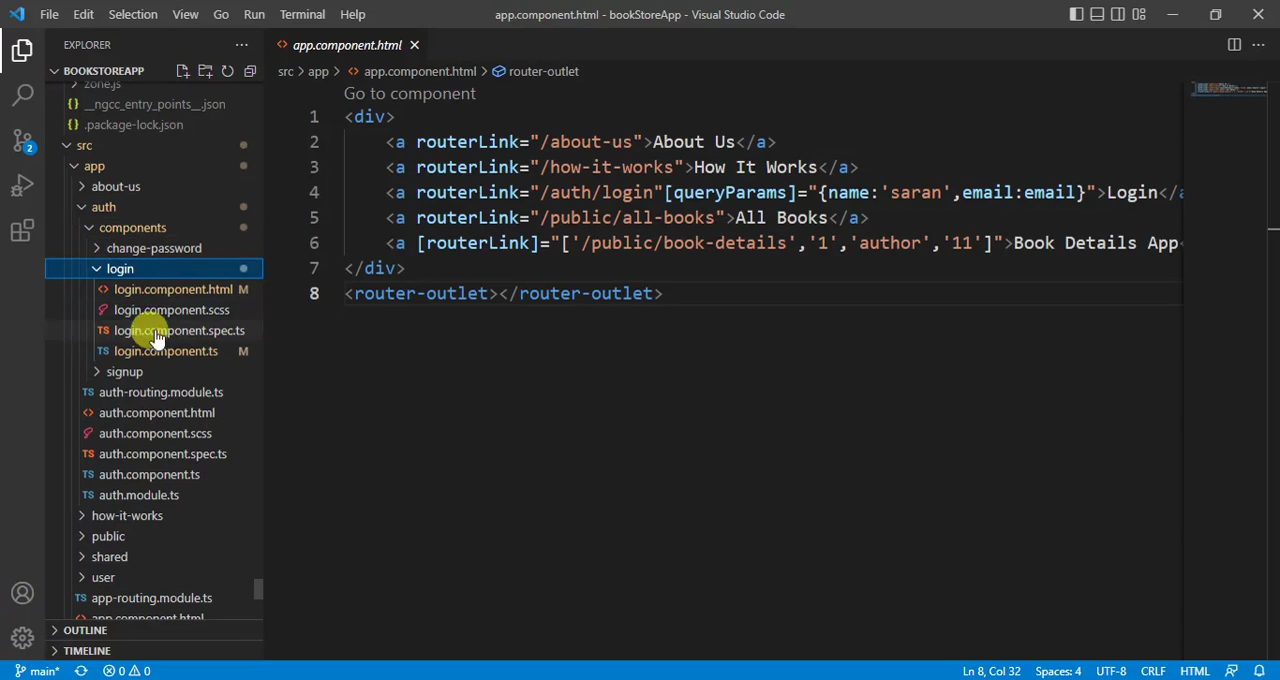 File Edit Selection View Go Run Terminal Help app.component.html - bookStoreApp - Visual Studio Code
EXPLORER
BOOKSTOREAPP
zone.js
{} __ngcc_entry_points__.json
{} .package-lock.json
src
app
about-us
auth
components
change-password
login
<> login.component.html M
login.component.scss
TS login.component.spec.ts
TS login.component.ts M
signup
TS auth-routing.module.ts
<> auth.component.html
auth.component.scss
TS auth.component.spec.ts
TS auth.component.ts
TS auth.module.ts
how-it-works
public
shared
user
TS app-routing.module.ts
<> app.component.html
OUTLINE
TIMELINE
<> app.component.html
src > app > <> app.component.html > router-outlet
Go to component
1 <div>
2 <a routerLink="/about-us">About Us</a>
3 <a routerLink="/how-it-works">How It Works</a>
4 <a routerLink="/auth/login"[queryParams]="{name:'saran',email:email}">Login</a
5 <a routerLink="/public/all-books">All Books</a>
6 <a [routerLink]="['/public/book-details','1','author','11']">Book Details App<
7 </div>
8 <router-outlet></router-outlet>
2
main* 0 0 Ln 8, Col 32 Spaces: 4 UTF-8 CRLF HTML